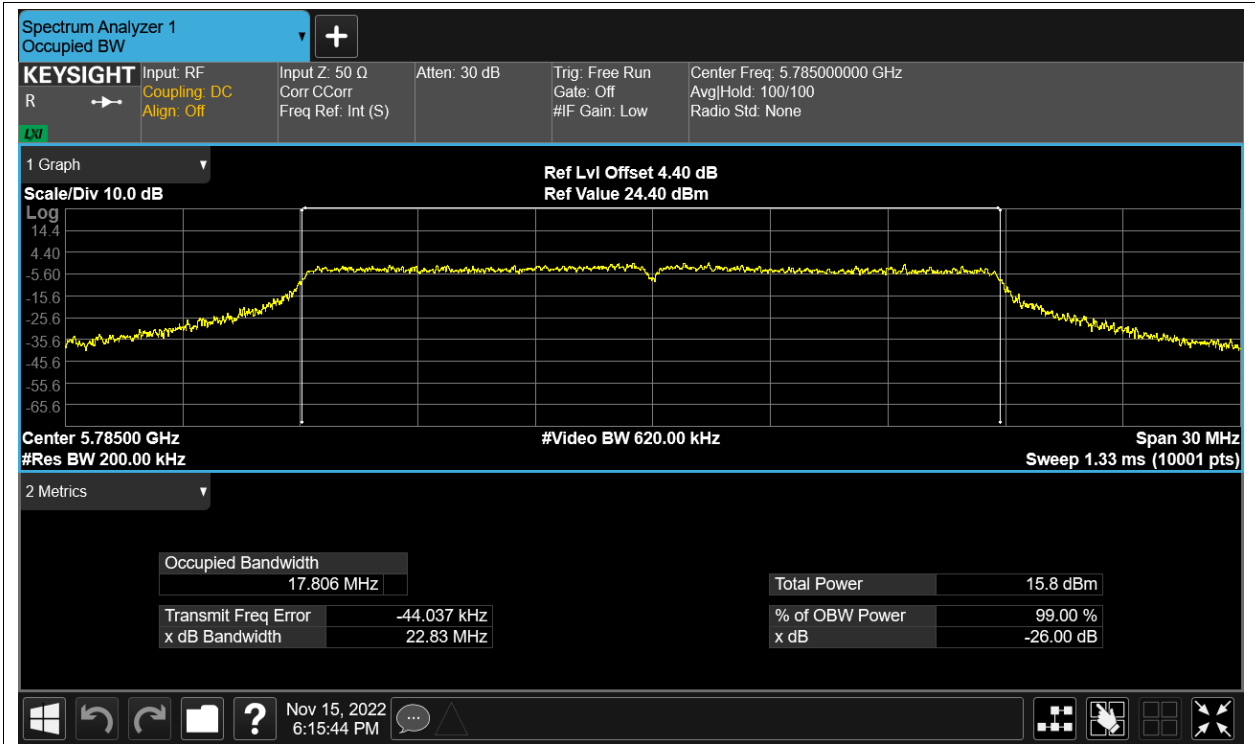 Spectrum Analyzer 1
Occupied BW
▼
+
KEYSIGHT
R
LXI
Input: RF
Coupling: DC
Align: Off
Input Z: 50 Ω
Corr CCorr
Freq Ref: Int (S)
Atten: 30 dB
Trig: Free Run
Gate: Off
#IF Gain: Low
Center Freq: 5.785000000 GHz
Avg|Hold: 100/100
Radio Std: None
1 Graph ▼
Scale/Div 10.0 dB
Ref Lvl Offset 4.40 dB
Ref Value 24.40 dBm
Log
14.4
4.40
-5.60
-15.6
-25.6
-35.6
-45.6
-55.6
-65.6
Center 5.78500 GHz
#Res BW 200.00 kHz
#Video BW 620.00 kHz
Span 30 MHz
Sweep 1.33 ms (10001 pts)
2 Metrics ▼
Occupied Bandwidth
17.806 MHz
Transmit Freq Error -44.037 kHz
x dB Bandwidth 22.83 MHz
Total Power 15.8 dBm
% of OBW Power 99.00 %
x dB -26.00 dB
?
Nov 15, 2022
6:15:44 PM